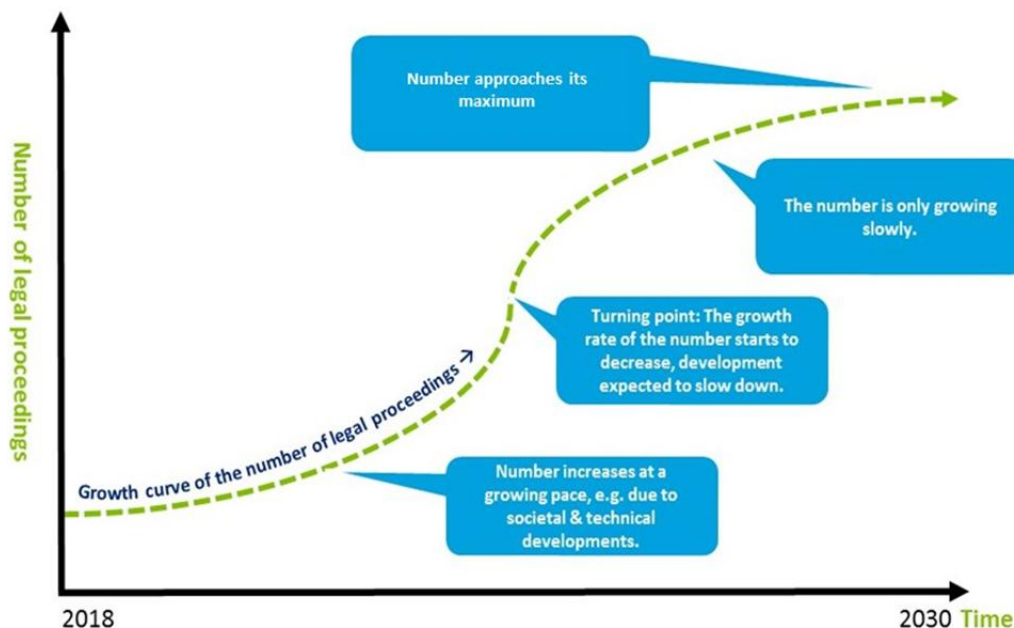 Number approaches its
maximum
Number of legal proceedings
The number is only growing
slowly.
Turning point: The growth
rate of the number starts to
decrease, development
expected to slow down.
Growth curve of the number of legal proceedings
Number increases at a
growing pace, e.g. due to
societal & technical
developments.
2018
2030 Time